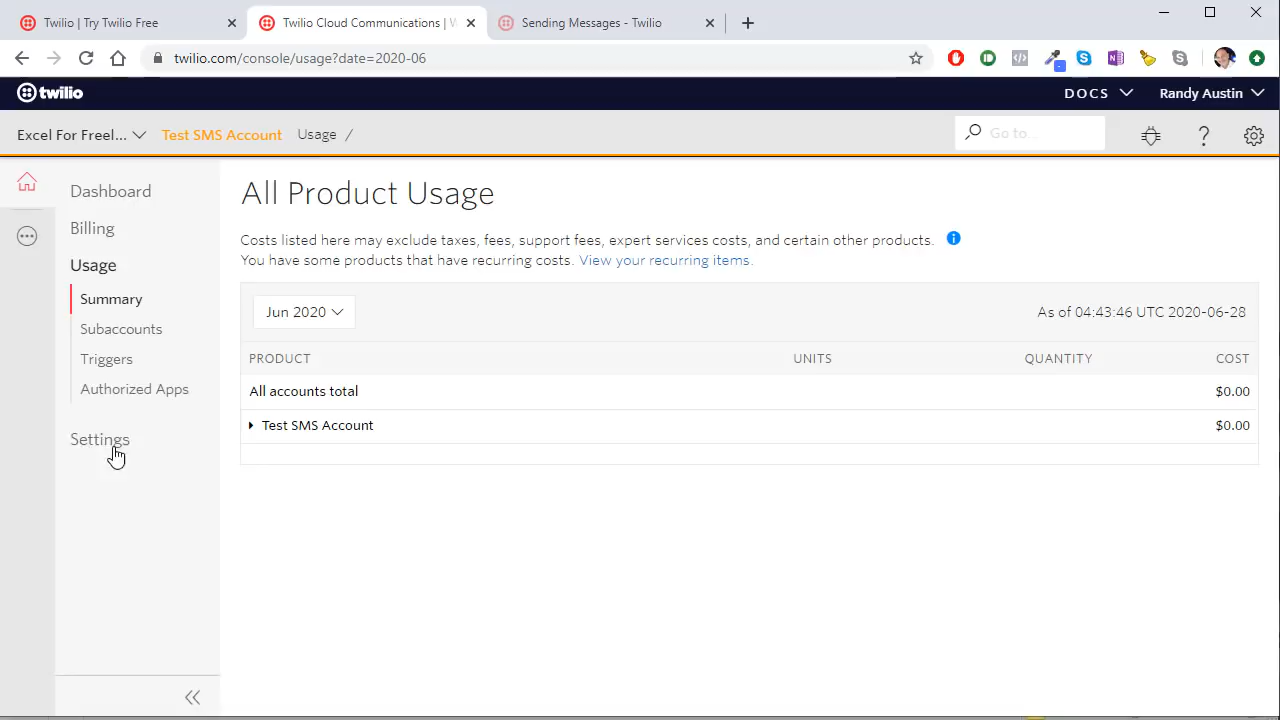 Twilio | Try Twilio Free
Twilio Cloud Communications | W
Sending Messages - Twilio
twilio.com/console/usage?date=2020-06
twilio
DOCS
Randy Austin
Excel For Freel...
Test SMS Account
Usage /
Go to...
Dashboard
Billing
Usage
Summary
Subaccounts
Triggers
Authorized Apps
Settings
All Product Usage
Costs listed here may exclude taxes, fees, support fees, expert services costs, and certain other products.
You have some products that have recurring costs. View your recurring items.
Jun 2020
As of 04:43:46 UTC 2020-06-28
PRODUCT UNITS QUANTITY COST
All accounts total $0.00
Test SMS Account $0.00